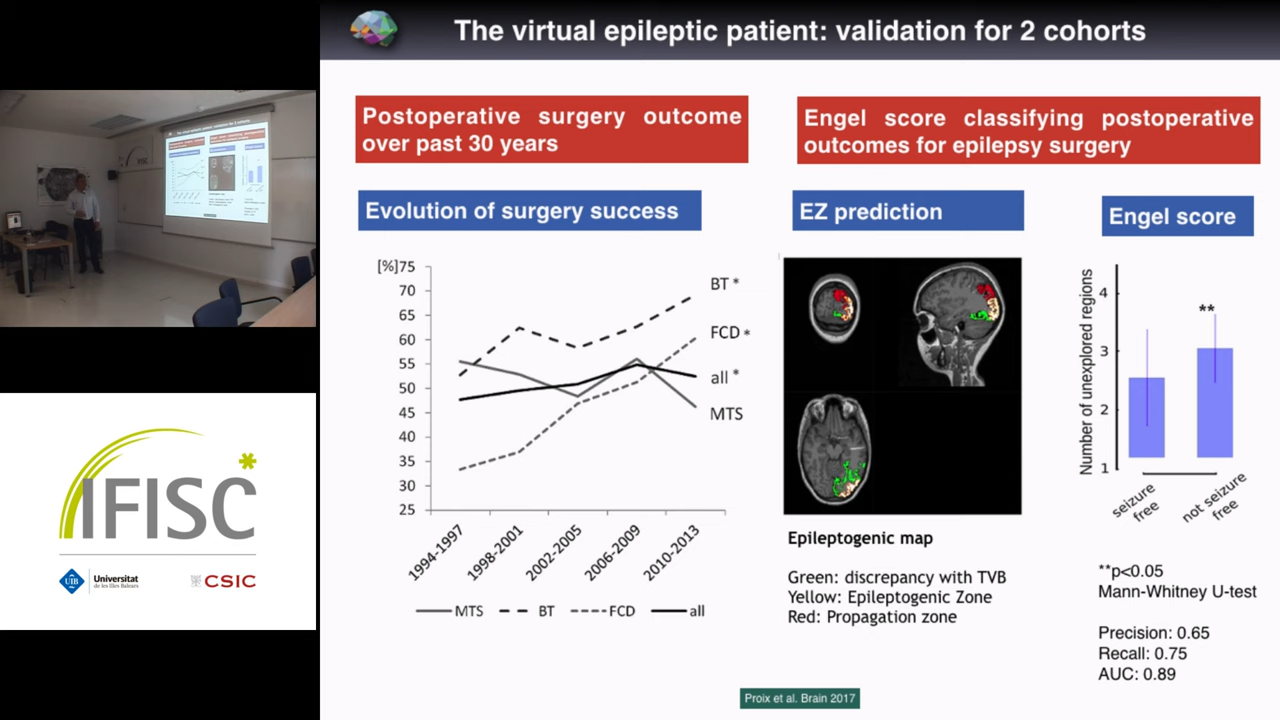 The virtual epileptic patient: validation for 2 cohorts
Postoperative surgery outcome
over past 30 years
Engel score classifying postoperative
outcomes for epilepsy surgery
Evolution of surgery success
EZ prediction
Engel score
[%]
75
70
65
60
55
50
45
40
35
30
25
BT *
FCD *
all *
MTS
1994-1997
1998-2001
2002-2005
2006-2009
2010-2013
MTS
BT
FCD
all
Epileptogenic map
Green: discrepancy with TVB
Yellow: Epileptogenic Zone
Red: Propagation zone
Number of unexplored regions
4
3
2
1
**
seizure
free
not seizure
free
**p<0.05
Mann-Whitney U-test
Precision: 0.65
Recall: 0.75
AUC: 0.89
Proix et al. Brain 2017
IFISC
UIB
Universitat
de les Illes Balears
CSIC